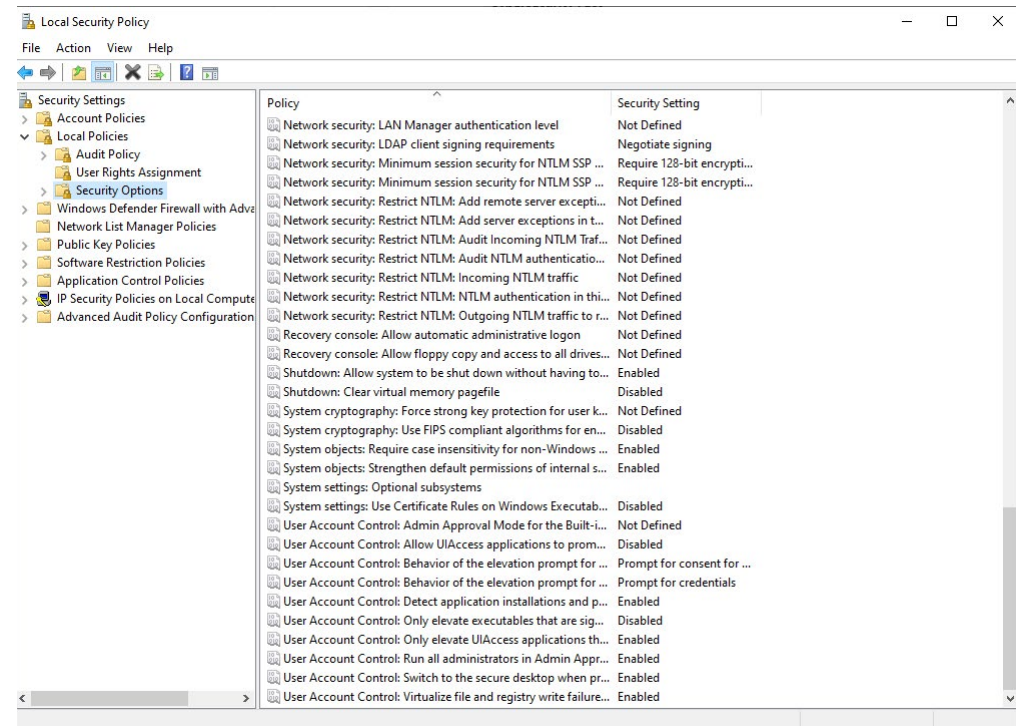 Local Security Policy
File Action View Help
Security Settings
Account Policies
Local Policies
Audit Policy
User Rights Assignment
Security Options
Windows Defender Firewall with Adva
Network List Manager Policies
Public Key Policies
Software Restriction Policies
Application Control Policies
IP Security Policies on Local Compute
Advanced Audit Policy Configuration
Policy Security Setting
Network security: LAN Manager authentication level Not Defined
Network security: LDAP client signing requirements Negotiate signing
Network security: Minimum session security for NTLM SSP ... Require 128-bit encrypti...
Network security: Minimum session security for NTLM SSP ... Require 128-bit encrypti...
Network security: Restrict NTLM: Add remote server excepti... Not Defined
Network security: Restrict NTLM: Add server exceptions in t... Not Defined
Network security: Restrict NTLM: Audit Incoming NTLM Traf... Not Defined
Network security: Restrict NTLM: Audit NTLM authenticatio... Not Defined
Network security: Restrict NTLM: Incoming NTLM traffic Not Defined
Network security: Restrict NTLM: NTLM authentication in thi... Not Defined
Network security: Restrict NTLM: Outgoing NTLM traffic to r... Not Defined
Recovery console: Allow automatic administrative logon Not Defined
Recovery console: Allow floppy copy and access to all drives... Not Defined
Shutdown: Allow system to be shut down without having to... Enabled
Shutdown: Clear virtual memory pagefile Disabled
System cryptography: Force strong key protection for user k... Not Defined
System cryptography: Use FIPS compliant algorithms for en... Disabled
System objects: Require case insensitivity for non-Windows ... Enabled
System objects: Strengthen default permissions of internal s... Enabled
System settings: Optional subsystems
System settings: Use Certificate Rules on Windows Executab... Disabled
User Account Control: Admin Approval Mode for the Built-i... Not Defined
User Account Control: Allow UIAccess applications to prom... Disabled
User Account Control: Behavior of the elevation prompt for ... Prompt for consent for ...
User Account Control: Behavior of the elevation prompt for ... Prompt for credentials
User Account Control: Detect application installations and p... Enabled
User Account Control: Only elevate executables that are sig... Disabled
User Account Control: Only elevate UIAccess applications th... Enabled
User Account Control: Run all administrators in Admin Appr... Enabled
User Account Control: Switch to the secure desktop when pr... Enabled
User Account Control: Virtualize file and registry write failure... Enabled